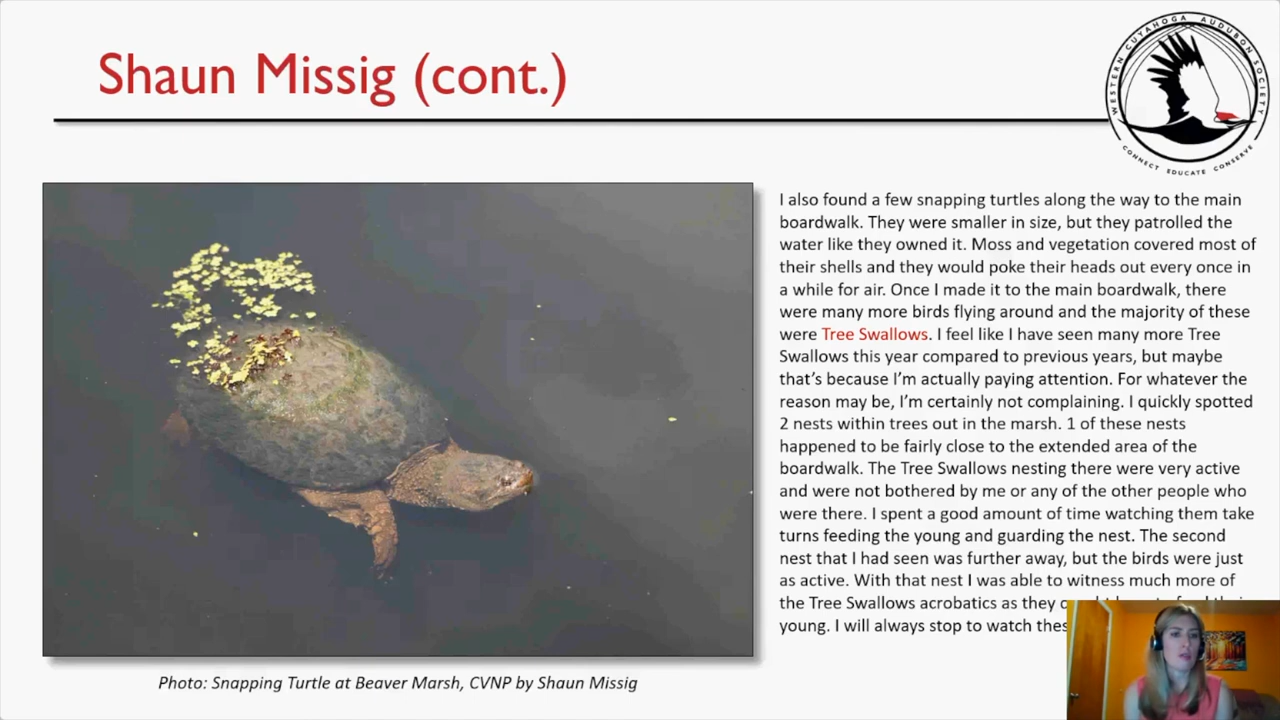 Shaun Missig (cont.)
WESTERN CUYAHOGA AUDUBON SOCIETY
CONNECT EDUCATE CONSERVE
I also found a few snapping turtles along the way to the main
boardwalk. They were smaller in size, but they patrolled the
water like they owned it. Moss and vegetation covered most of
their shells and they would poke their heads out every once in
a while for air. Once I made it to the main boardwalk, there
were many more birds flying around and the majority of these
were Tree Swallows. I feel like I have seen many more Tree
Swallows this year compared to previous years, but maybe
that’s because I’m actually paying attention. For whatever the
reason may be, I’m certainly not complaining. I quickly spotted
2 nests within trees out in the marsh. 1 of these nests
happened to be fairly close to the extended area of the
boardwalk. The Tree Swallows nesting there were very active
and were not bothered by me or any of the other people who
were there. I spent a good amount of time watching them take
turns feeding the young and guarding the nest. The second
nest that I had seen was further away, but the birds were just
as active. With that nest I was able to witness much more of
the Tree Swallows acrobatics as they
young. I will always stop to watch
Photo: Snapping Turtle at Beaver Marsh, CVNP by Shaun Missig